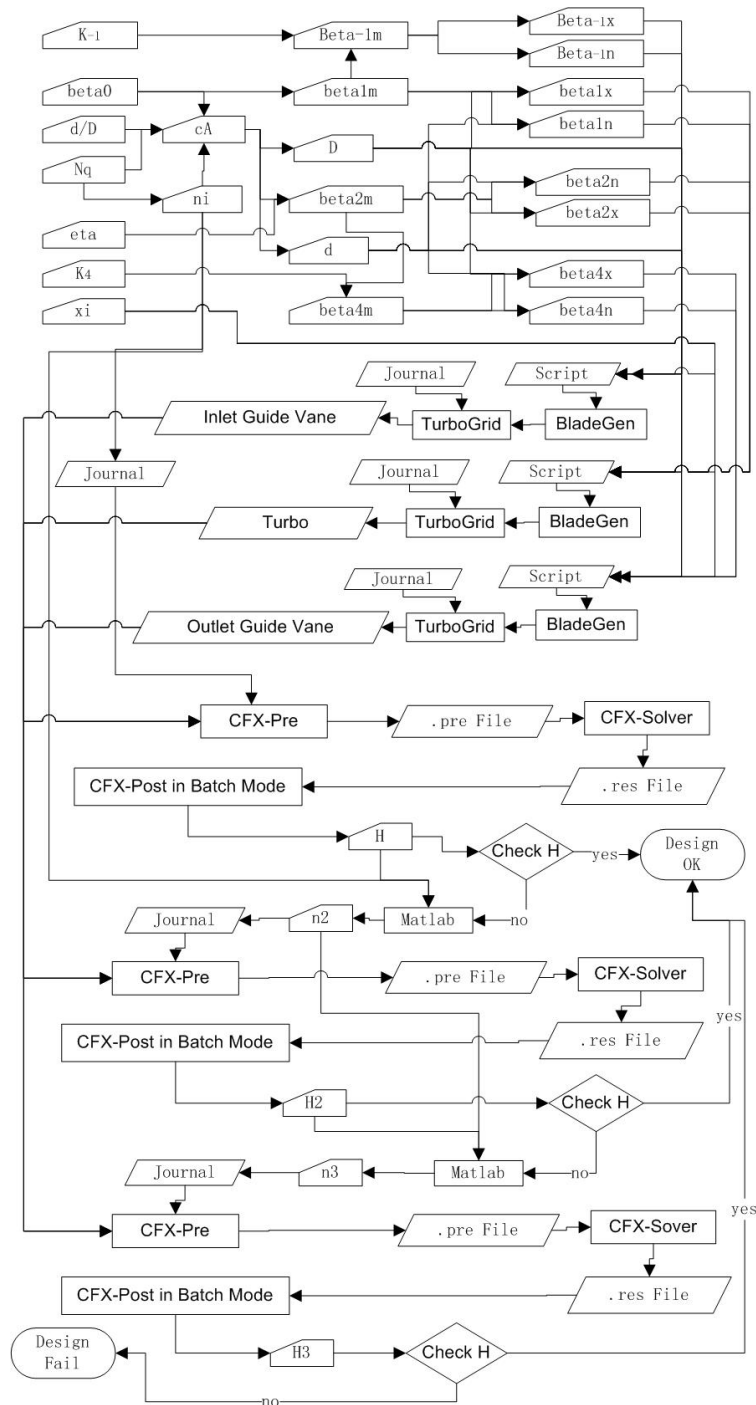 K-1
Beta-1m
Beta-1x
Beta-1n
beta0
beta1m
beta1x
d/D
cA
beta1n
D
Nq
ni
beta2m
beta2n
beta2x
eta
d
K4
beta4x
xi
beta4m
beta4n
Journal
Script
Inlet Guide Vane
TurboGrid
BladeGen
Journal
Journal
Script
Turbo
TurboGrid
BladeGen
Journal
Script
Outlet Guide Vane
TurboGrid
BladeGen
CFX-Pre
.pre File
CFX-Solver
CFX-Post in Batch Mode
.res File
H
Check H
yes
Design
OK
Journal
n2
Matlab
no
CFX-Pre
.pre File
CFX-Solver
yes
CFX-Post in Batch Mode
.res File
H2
Check H
Journal
n3
Matlab
no
yes
CFX-Pre
.pre File
CFX-Sover
CFX-Post in Batch Mode
.res File
Design
Fail
H3
Check H
no